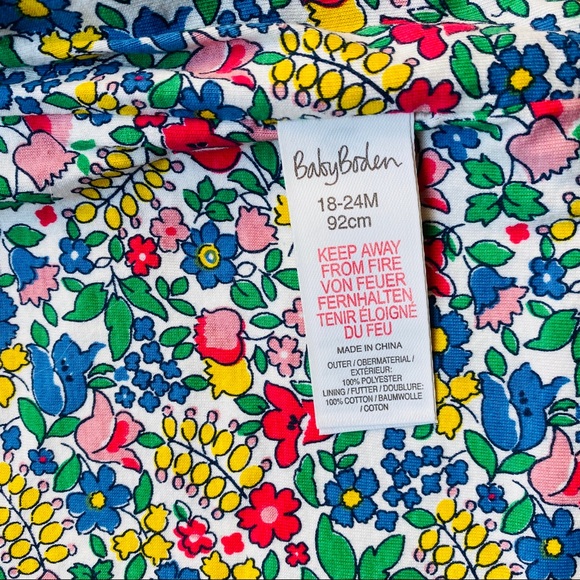 BabyBoden
18-24M
92cm
KEEP AWAY
FROM FIRE
VON FEUER
FERNHALTEN
TENIR ÉLOIGNÉ
DU FEU
MADE IN CHINA
OUTER / OBERMATERIAL /
EXTÉRIEUR:
100% POLYESTER
LINING / FUTTER / DOUBLURE:
100% COTTON / BAUMWOLLE
/ COTON